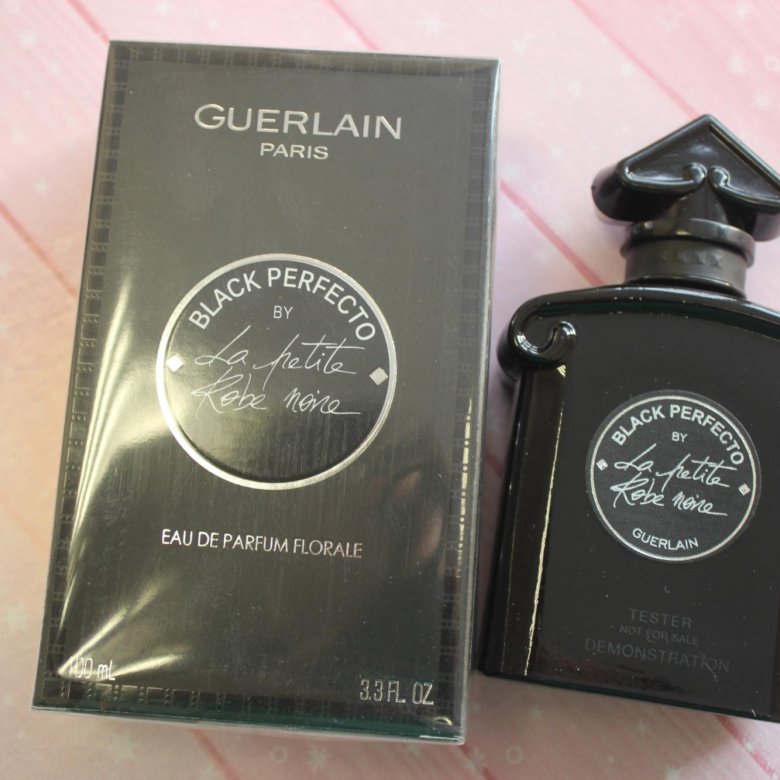 GUERLAIN
PARIS
BLACK PERFECTO
BY
La petite
Robe noire
EAU DE PARFUM FLORALE
100 mL
3.3 FL. OZ
BLACK PERFECTO
BY
La petite
Robe noire
GUERLAIN
TESTER
NOT FOR SALE
DEMONSTRATION